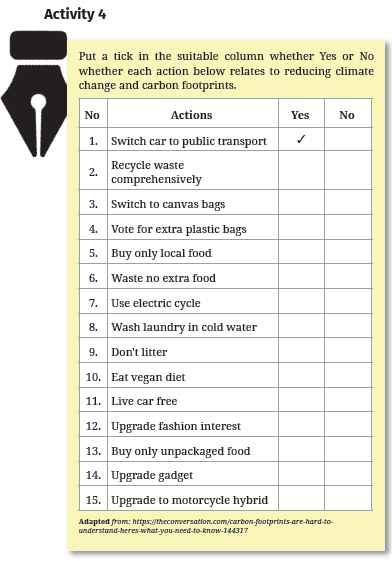 Activity 4
Put a tick in the suitable column whether Yes or No
whether each action below relates to reducing climate
change and carbon footprints.
No Actions Yes No
1. Switch car to public transport ✓
2. Recycle waste
comprehensively
3. Switch to canvas bags
4. Vote for extra plastic bags
5. Buy only local food
6. Waste no extra food
7. Use electric cycle
8. Wash laundry in cold water
9. Don't litter
10. Eat vegan diet
11. Live car free
12. Upgrade fashion interest
13. Buy only unpackaged food
14. Upgrade gadget
15. Upgrade to motorcycle hybrid
Adapted from: https://theconversation.com/carbon-footprints-are-hard-to-
understand-heres-what-you-need-to-know-144317